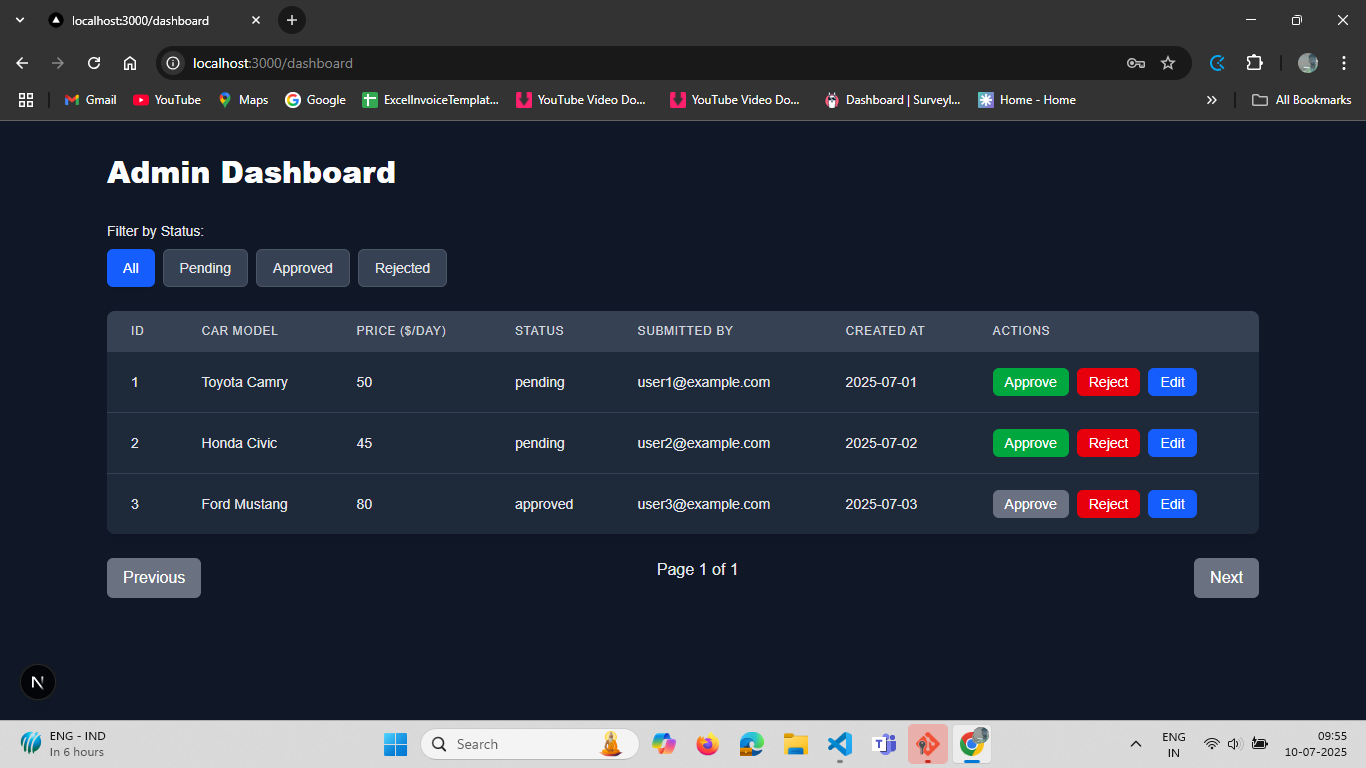 localhost:3000/dashboard
localhost:3000/dashboard
Gmail YouTube Maps Google ExcelInvoiceTemplat... YouTube Video Do... YouTube Video Do... Dashboard | Surveyl... Home - Home All Bookmarks
Admin Dashboard
Filter by Status:
All Pending Approved Rejected
ID CAR MODEL PRICE ($/DAY) STATUS SUBMITTED BY CREATED AT ACTIONS
1 Toyota Camry 50 pending user1@example.com 2025-07-01 Approve Reject Edit
2 Honda Civic 45 pending user2@example.com 2025-07-02 Approve Reject Edit
3 Ford Mustang 80 approved user3@example.com 2025-07-03 Approve Reject Edit
Previous Page 1 of 1 Next
N
ENG - IND
In 6 hours
Search
ENG
IN
09:55
10-07-2025